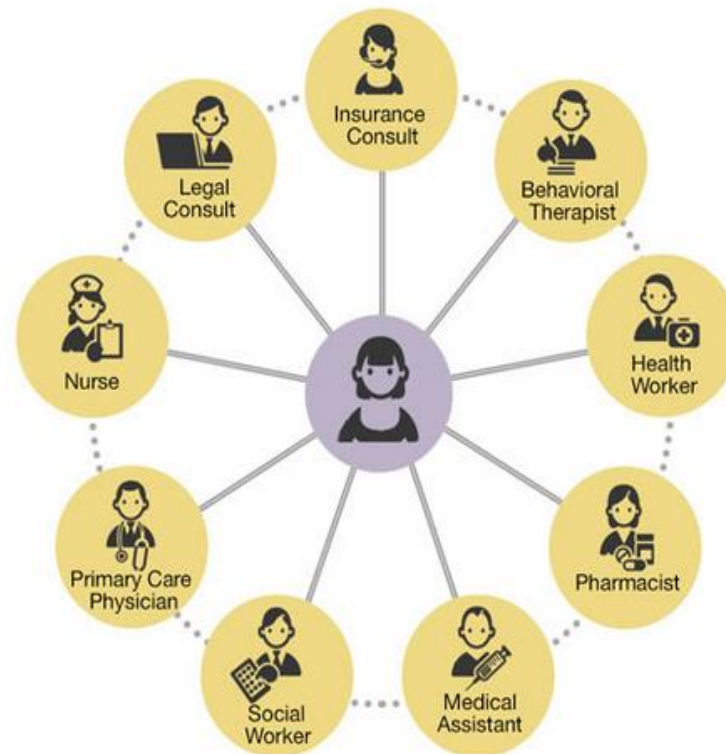 Insurance
Consult
Behavioral
Therapist
Health
Worker
Pharmacist
Medical
Assistant
Social
Worker
Primary Care
Physician
Nurse
Legal
Consult